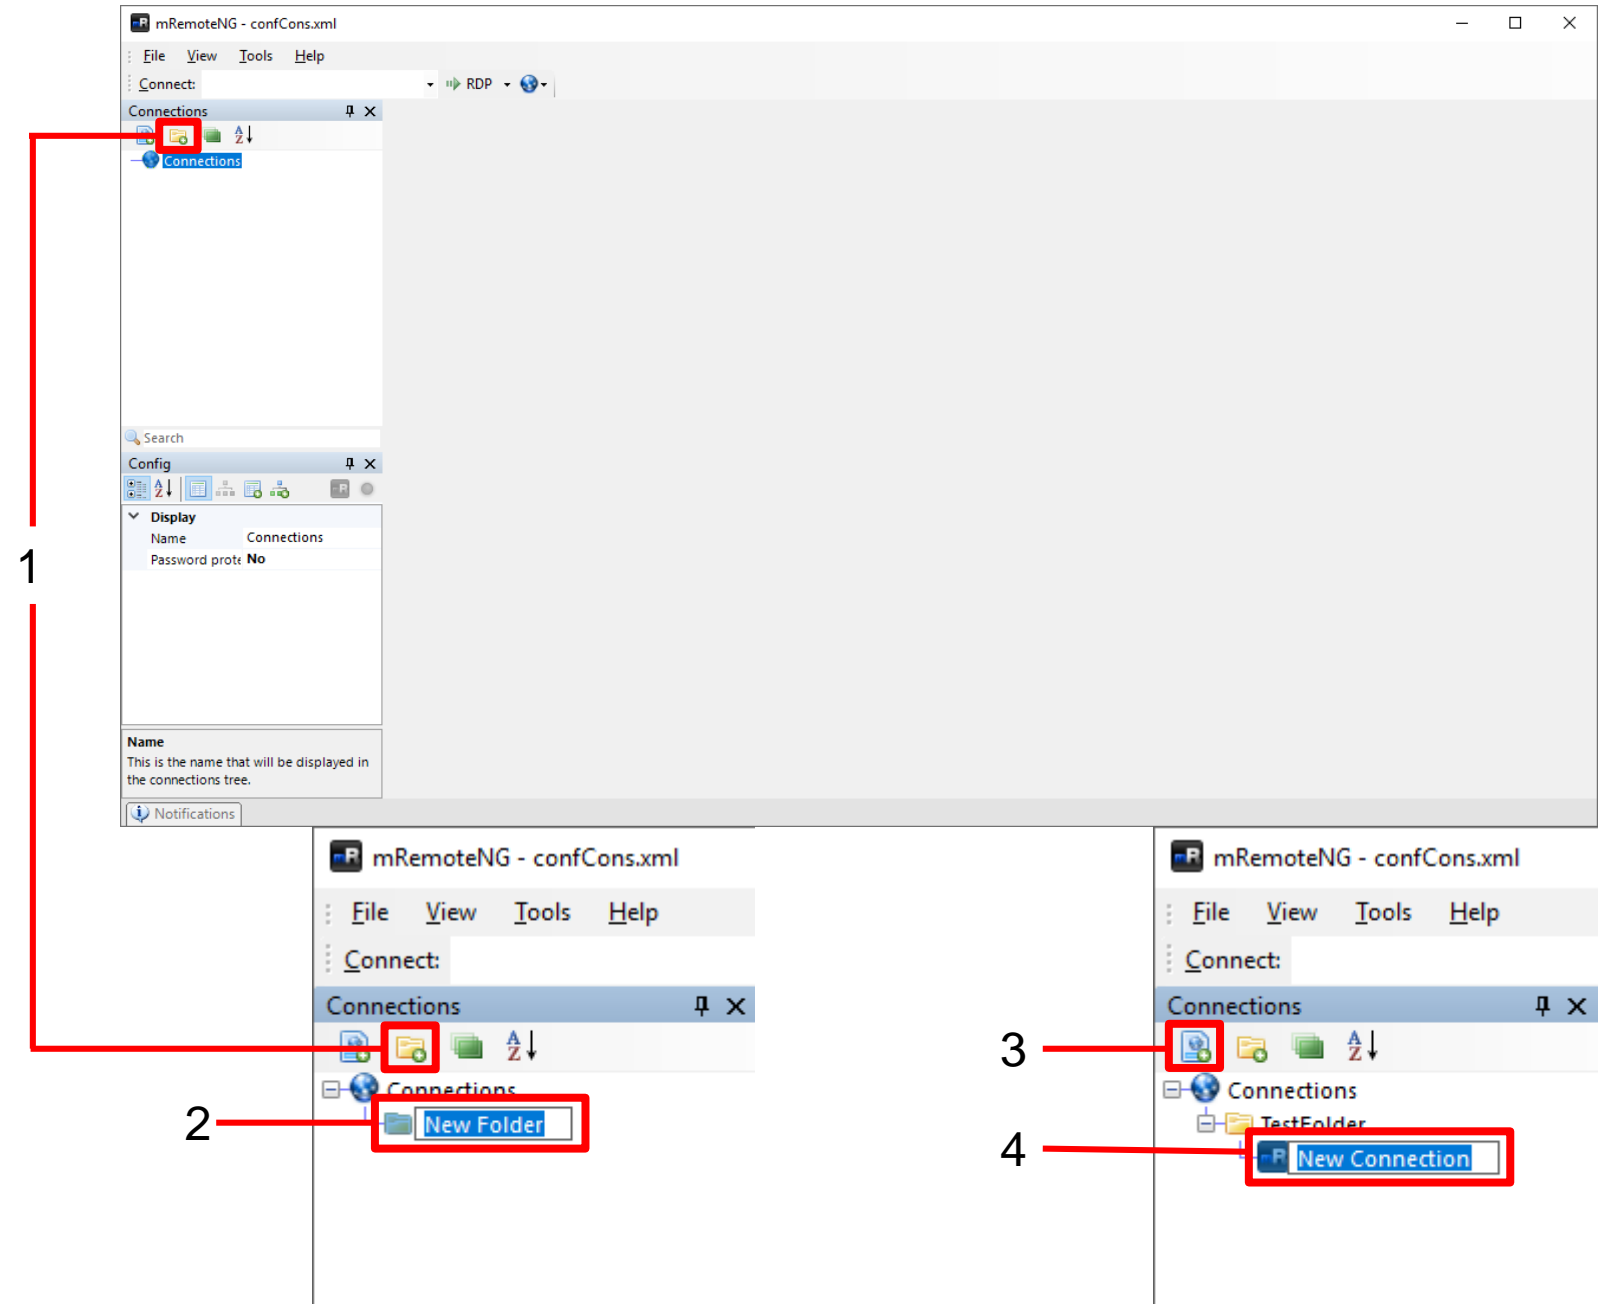 mRemoteNG - confCons.xml
File View Tools Help
Connect: RDP
Connections
Connections
Search
Config
Display
Name Connections
Password prote No
1
Name
This is the name that will be displayed in
the connections tree.
Notifications
mRemoteNG - confCons.xml
File View Tools Help
Connect:
Connections
Connections
2
New Folder
mRemoteNG - confCons.xml
File View Tools Help
Connect:
Connections
3
Connections
TestFolder
4
New Connection